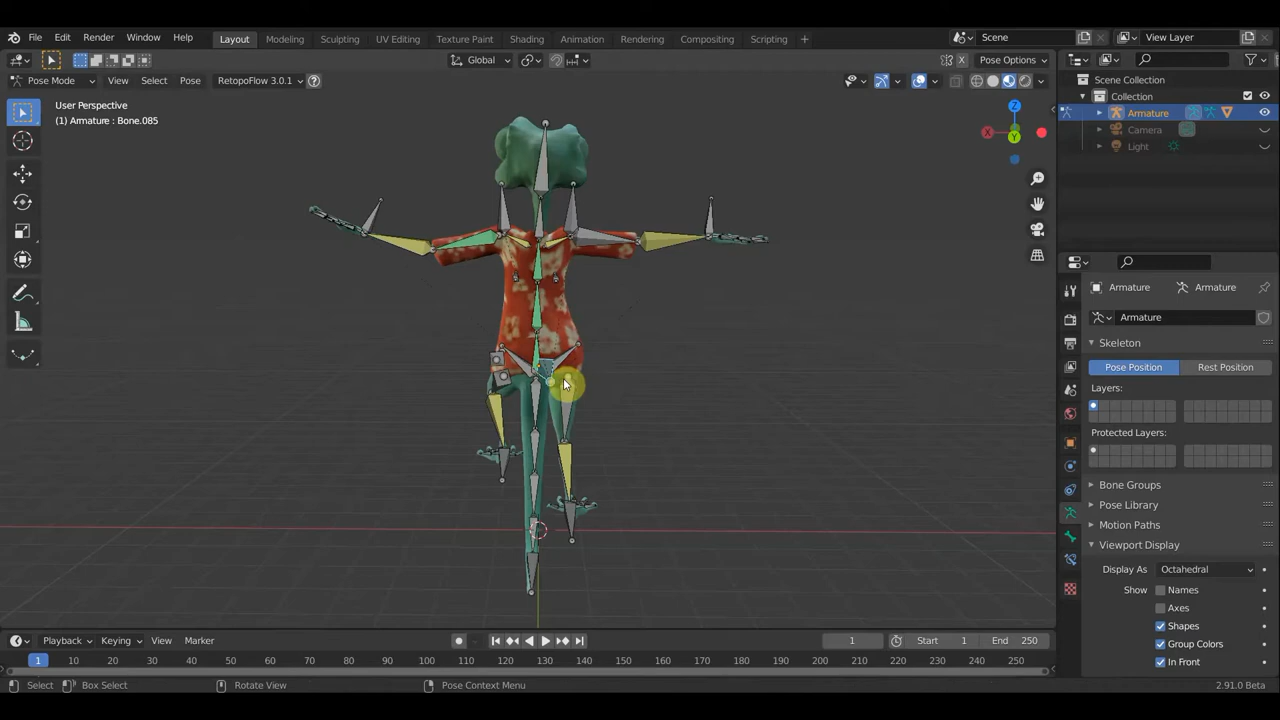 File Edit Render Window Help Layout Modeling Sculpting UV Editing Texture Paint Shading Animation Rendering Compositing Scripting + Scene View Layer
Global Pose Options
Pose Mode View Select Pose RetopoFlow 3.0.1 ?
User Perspective
(1) Armature : Bone.085
Z
X
Y
Scene Collection
Collection
Armature
Camera
Light
Armature Armature
Armature
Skeleton
Pose Position Rest Position
Layers:
Protected Layers:
Bone Groups
Pose Library
Motion Paths
Viewport Display
Display As Octahedral
Show Names
Axes
Shapes
Group Colors
In Front
Playback Keying View Marker 1 Start 1 End 250
1 10 20 30 40 50 60 70 80 90 100 110 120 130 140 150 160 170 180 190 200 210 220 230 240 250
Select Box Select Rotate View Pose Context Menu 2.91.0 Beta